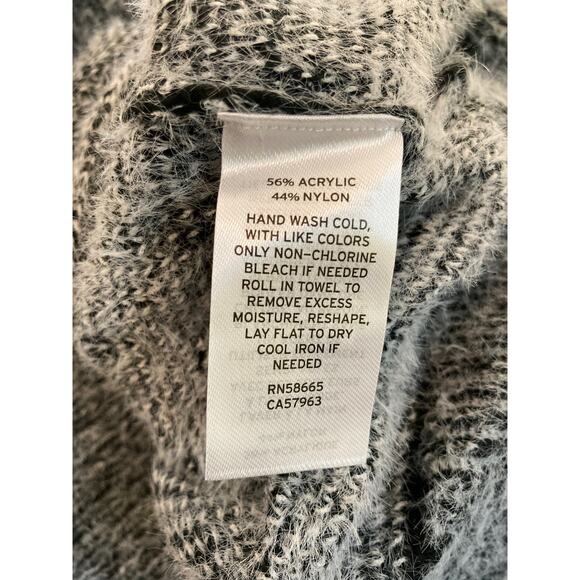 56% ACRYLIC
44% NYLON
HAND WASH COLD,
WITH LIKE COLORS
ONLY NON-CHLORINE
BLEACH IF NEEDED
ROLL IN TOWEL TO
REMOVE EXCESS
MOISTURE, RESHAPE,
LAY FLAT TO DRY
COOL IRON IF
NEEDED
RN58665
CA57963